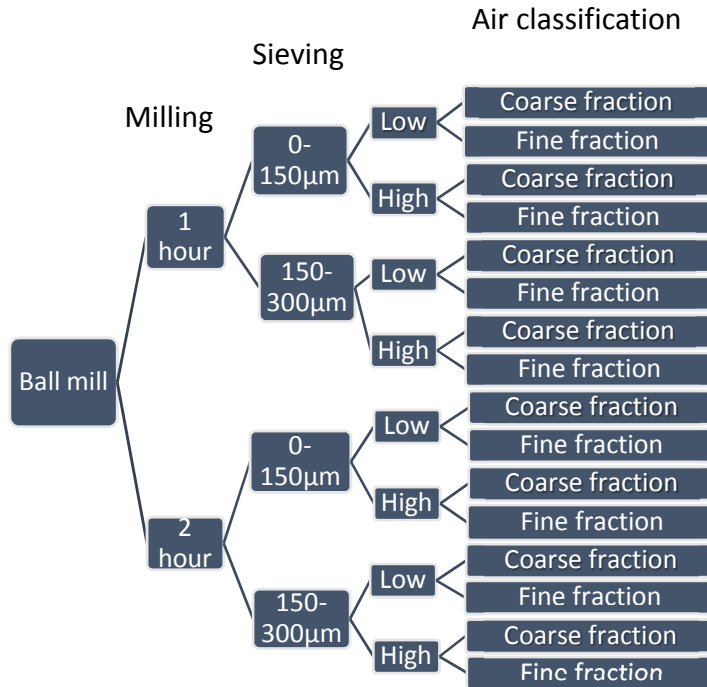 Air classification
Sieving
Milling
Ball mill
1
hour
0-
150µm
Low
Coarse fraction
Fine fraction
High
Coarse fraction
Fine fraction
150-
300µm
Low
Coarse fraction
Fine fraction
High
Coarse fraction
Fine fraction
2
hour
0-
150µm
Low
Coarse fraction
Fine fraction
High
Coarse fraction
Fine fraction
150-
300µm
Low
Coarse fraction
Fine fraction
High
Coarse fraction
Fine fraction